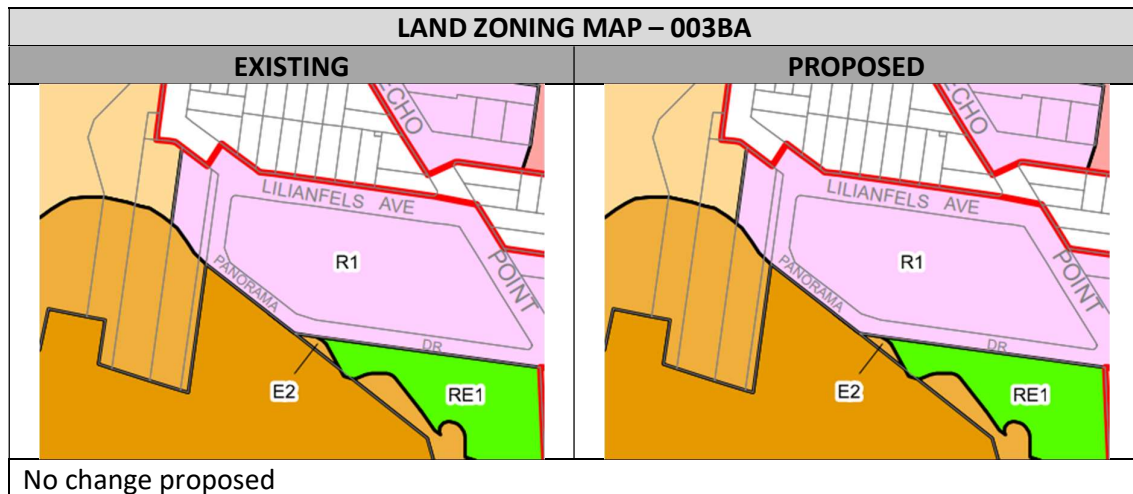 LAND ZONING MAP – 003BA
EXISTING
PROPOSED
ECHO
LILIANFELS AVE
POINT
R1
PANORAMA
DR
E2
RE1
ECHO
LILIANFELS AVE
POINT
R1
PANORAMA
DR
E2
RE1
No change proposed